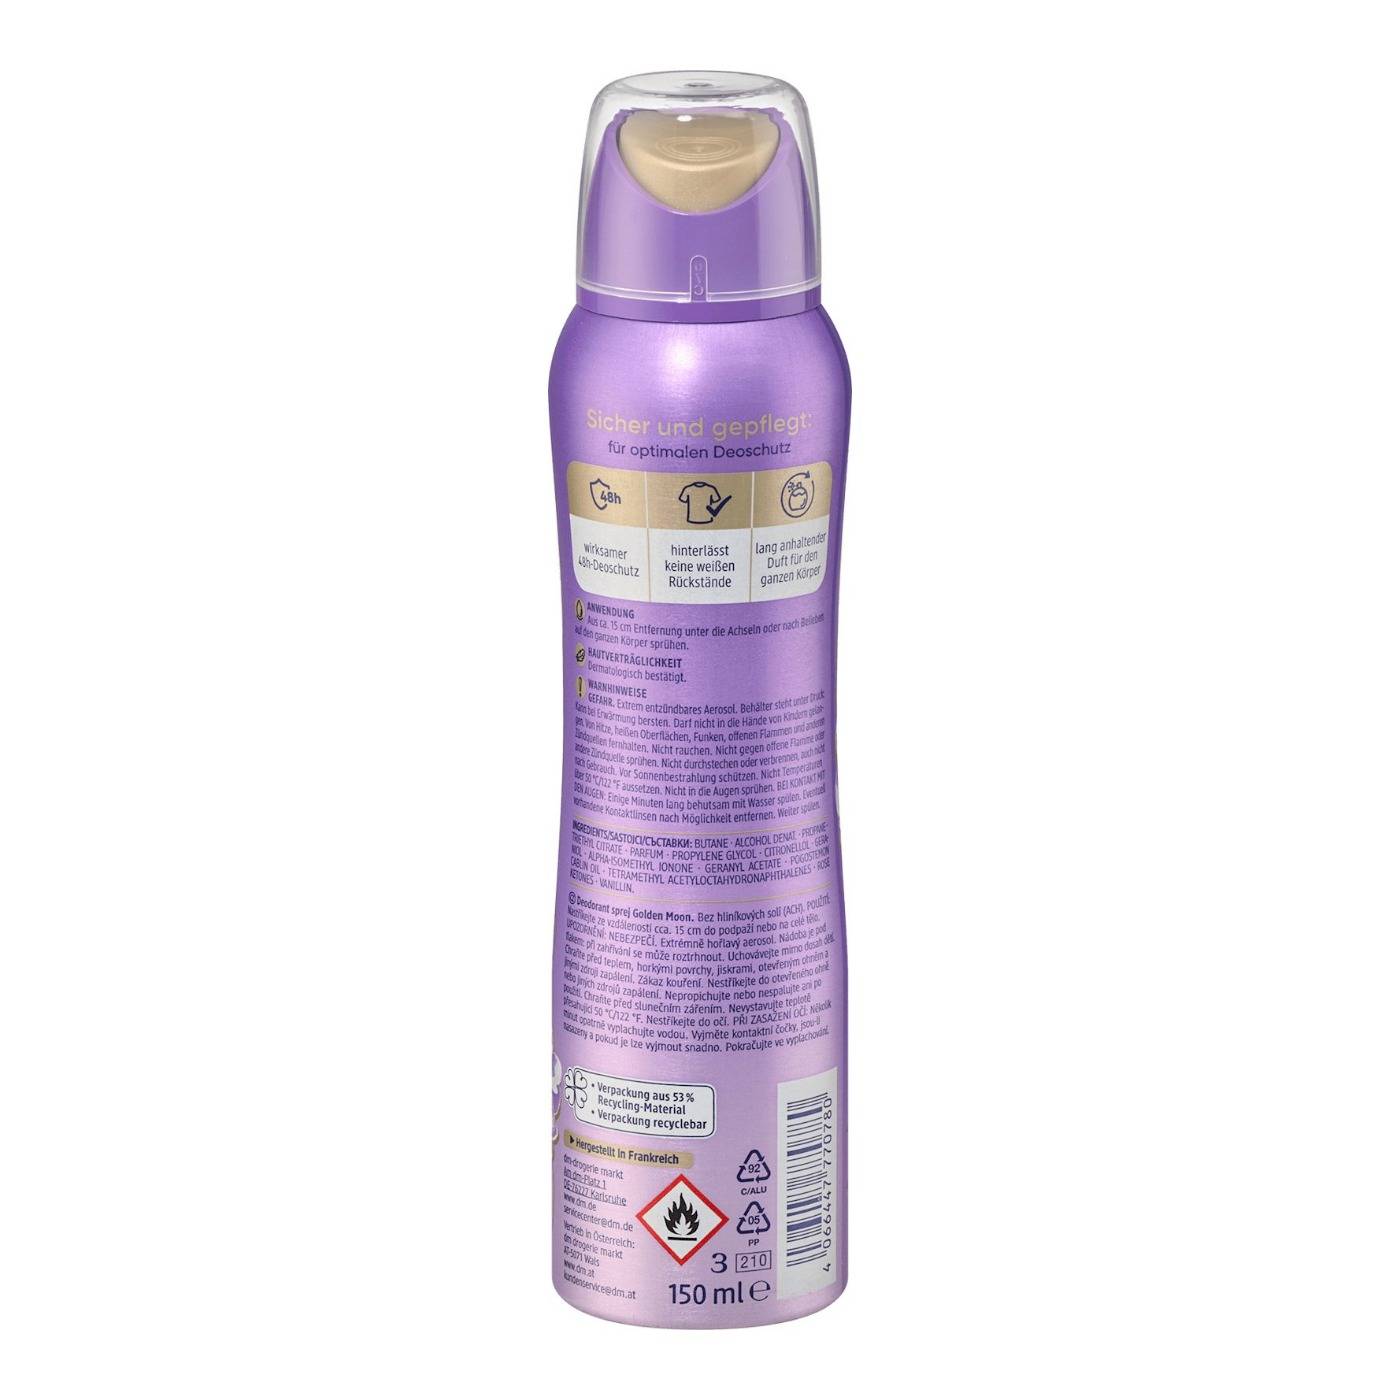 Sicher und gepflegt:
für optimalen Deoschutz
48h
wirksamer
48h-Deoschutz
hinterlässt
keine weißen
Rückstände
lang anhaltender
Duft für den
ganzen Körper
ANWENDUNG
Aus ca. 15 cm Entfernung unter die Achseln oder nach Belieben
auf den ganzen Körper sprühen.
HAUTVERTRÄGLICHKEIT
Dermatologisch bestätigt.
WARNHINWEISE
GEFAHR. Extrem entzündbares Aerosol. Behälter steht unter Druck:
Kann bei Erwärmung bersten. Darf nicht in die Hände von Kindern gelan-
gen. Von Hitze, heißen Oberflächen, Funken, offenen Flammen und anderen
Zündquellen fernhalten. Nicht rauchen. Nicht gegen offene Flamme oder
andere Zündquelle sprühen. Nicht durchstechen oder verbrennen, auch nicht
nach Gebrauch. Vor Sonnenbestrahlung schützen. Nicht Temperaturen
über 50 °C/122 °F aussetzen. Nicht in die Augen sprühen. BEI KONTAKT MIT
DEN AUGEN: Einige Minuten lang behutsam mit Wasser spülen. Eventuell
vorhandene Kontaktlinsen nach Möglichkeit entfernen. Weiter spülen.
INGREDIENTS/SASTOJCI/СЪСТАВКИ: BUTANE · ALCOHOL DENAT. · PROPANE ·
TRIETHYL CITRATE · PARFUM · PROPYLENE GLYCOL · CITRONELLOL · GERA-
NIOL · ALPHA-ISOMETHYL IONONE · GERANYL ACETATE · POGOSTEMON
CABLIN OIL · TETRAMETHYL ACETYLOCTAHYDRONAPHTHALENES · ROSE
KETONES · VANILLIN.
Deodorant sprej Golden Moon. Bez hliníkových solí (ACH). POUŽITÍ:
Nastříkejte ze vzdálenosti cca. 15 cm do podpaží nebo na celé tělo.
UPOZORNĚNÍ: NEBEZPEČÍ. Extrémně hořlavý aerosol. Nádoba je pod
tlakem: při zahřívání se může roztrhnout. Uchovávejte mimo dosah dětí.
Chraňte před teplem, horkými povrchy, jiskrami, otevřeným ohněm a
jinými zdroji zapálení. Zákaz kouření. Nestříkejte do otevřeného ohně
nebo jiných zdrojů zapálení. Nepropichujte nebo nespalujte ani po
použití. Chraňte před slunečním zářením. Nevystavujte teplotě
přesahující 50 °C/122 °F. Nestříkejte do očí. PŘI ZASAŽENÍ OČÍ: Několik
minut opatrně vyplachujte vodou. Vyjměte kontaktní čočky, jsou-li
nasazeny a pokud je lze vyjmout snadno. Pokračujte ve vyplachování.
• Verpackung aus 53 %
Recycling-Material
• Verpackung recyclebar
Hergestellt in Frankreich
dm-drogerie markt
Am dm-Platz 1
DE-76227 Karlsruhe
www.dm.de
servicecenter@dm.de
Vertrieb in Österreich:
dm drogerie markt
AT-5071 Wals
dm.at
kundenservice@dm.at
92
C/ALU
05
PP
3 210
150 ml e
4 066447 770780